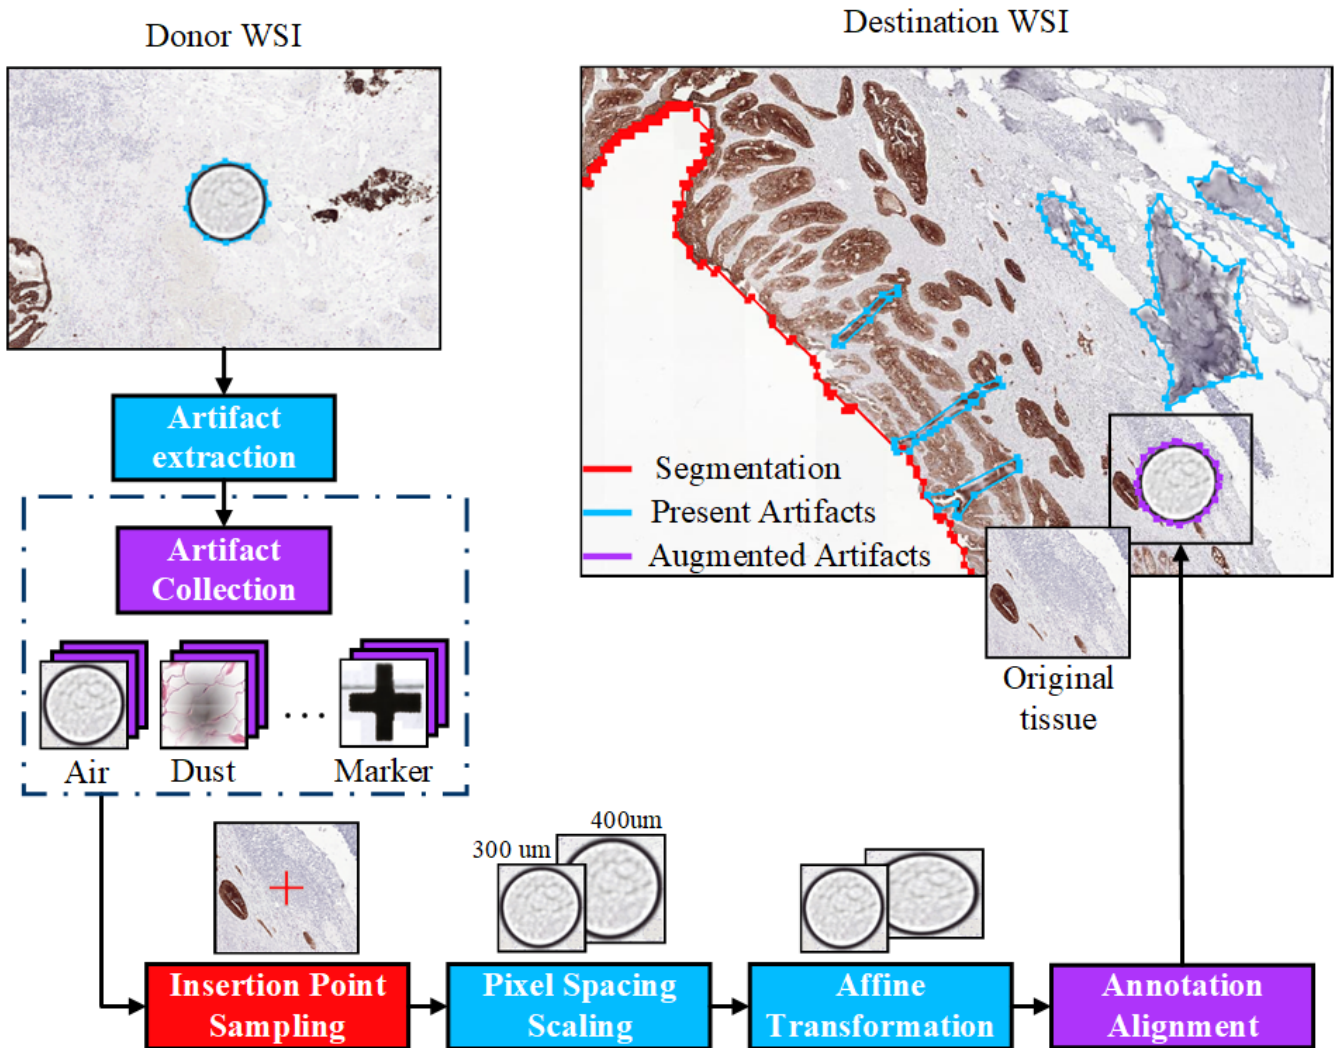 Donor WSI
Destination WSI
Artifact
extraction
Artifact
Collection
Air
Dust
...
Marker
Segmentation
Present Artifacts
Augmented Artifacts
Original
tissue
300 um
400um
Insertion Point
Sampling
Pixel Spacing
Scaling
Affine
Transformation
Annotation
Alignment